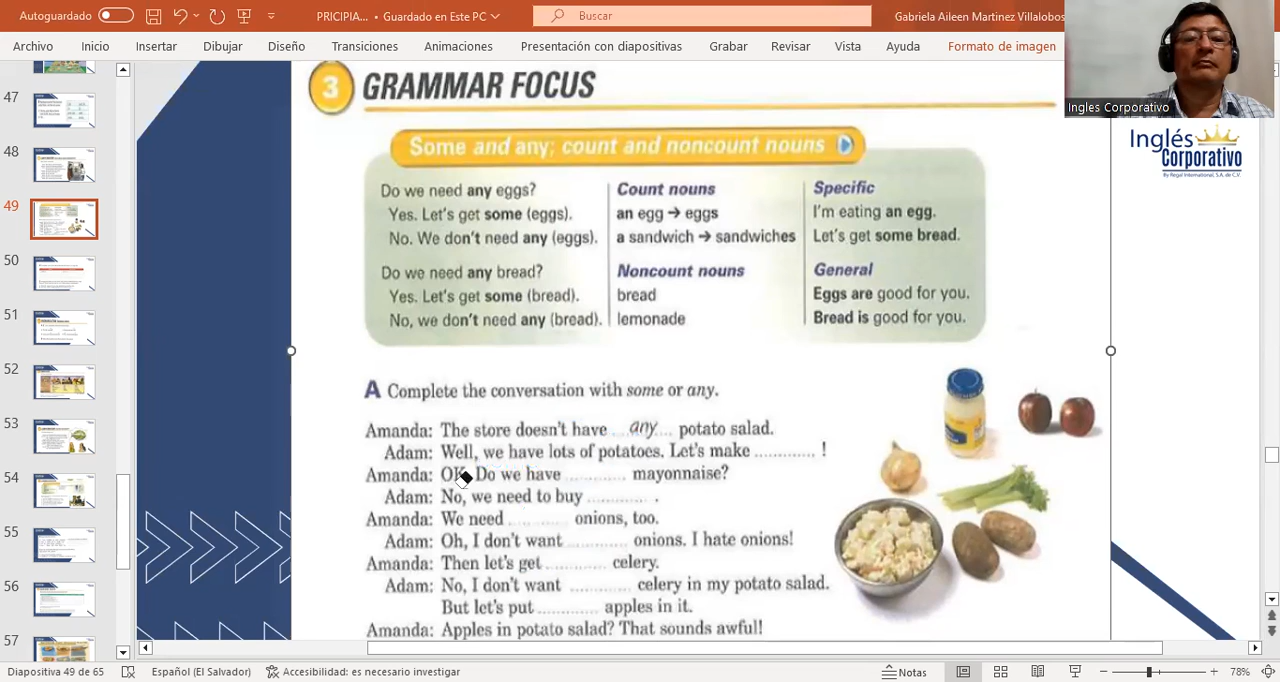 Autoguardado
PRICIPIA... • Guardado en Este PC
Buscar
Gabriela Aileen Martinez Villalobos
Archivo Inicio Insertar Dibujar Diseño Transiciones Animaciones Presentación con diapositivas Grabar Revisar Vista Ayuda Formato de imagen
Ingles Corporativo
Inglés
Corporativo
By Regal International, S.A. de C.V.
47
48
49
50
51
52
53
54
55
56
57
3 GRAMMAR FOCUS
Some and any; count and noncount nouns
Do we need any eggs?
Yes. Let's get some (eggs).
No. We don't need any (eggs).
Do we need any bread?
Yes. Let's get some (bread).
No, we don't need any (bread).
Count nouns
an egg → eggs
a sandwich → sandwiches
Noncount nouns
bread
lemonade
Specific
I'm eating an egg.
Let's get some bread.
General
Eggs are good for you.
Bread is good for you.
A Complete the conversation with some or any.
Amanda: The store doesn't have any potato salad.
Adam: Well, we have lots of potatoes. Let's make ............ !
Amanda: OK. Do we have ............ mayonnaise?
Adam: No, we need to buy ............ .
Amanda: We need ............ onions, too.
Adam: Oh, I don't want ............ onions. I hate onions!
Amanda: Then let's get ............ celery.
Adam: No, I don't want ............ celery in my potato salad.
But let's put ............ apples in it.
Amanda: Apples in potato salad? That sounds awful!
Diapositiva 49 de 65 Español (El Salvador) Accesibilidad: es necesario investigar Notas 78%